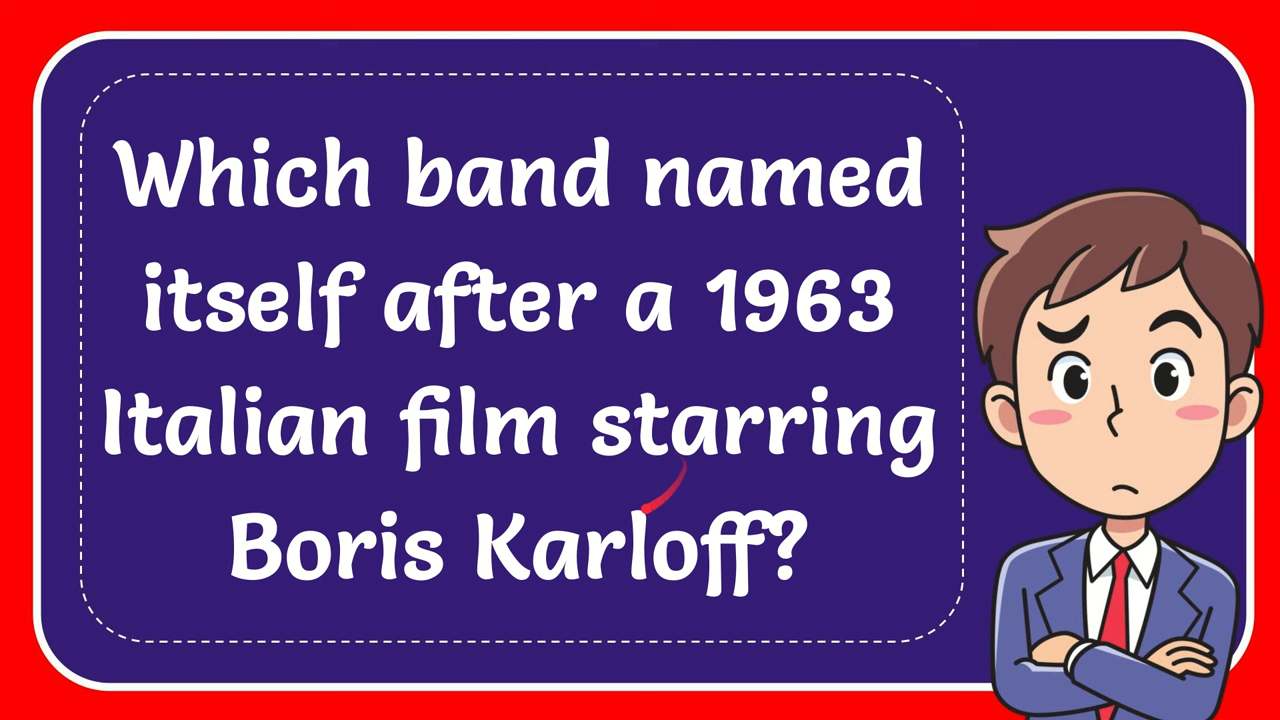 Which band named
itself after a 1963
Italian film starring
Boris Karloff?